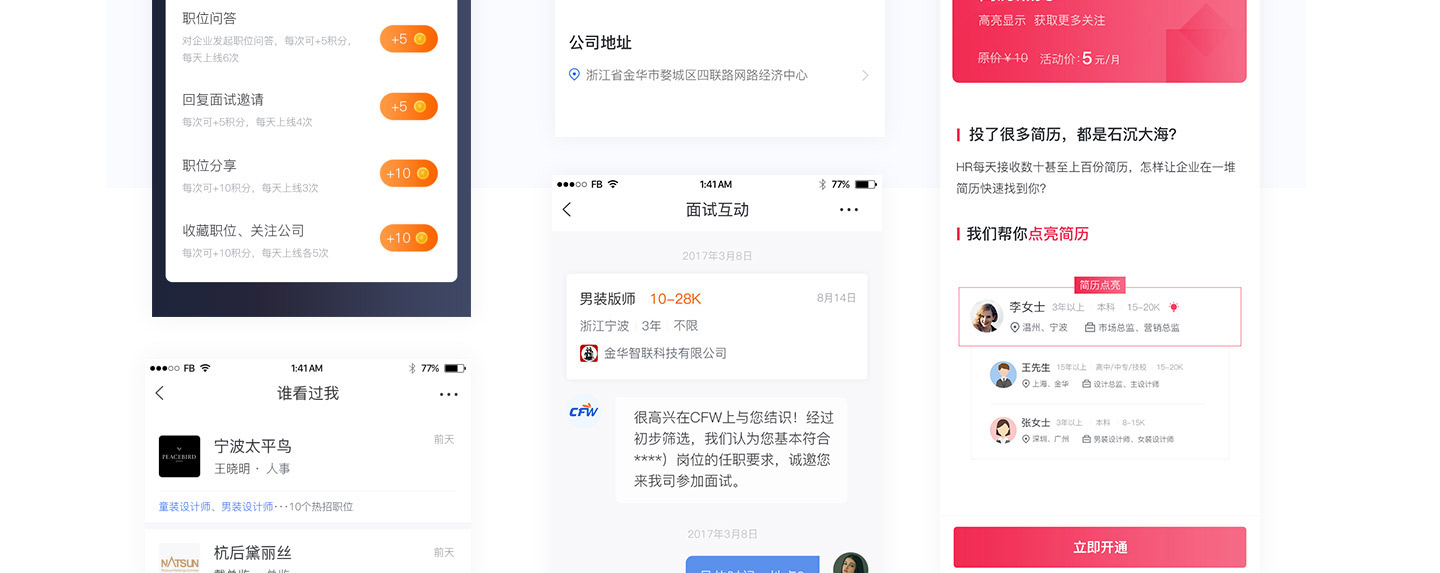 职位问答
对企业发起职位问答，每次可+5积分，
每天上线6次
+5
回复面试邀请
每次可+5积分，每天上线4次
+5
职位分享
每次可+10积分，每天上线3次
+10
收藏职位、关注公司
每次可+10积分，每天上线各5次
+10
FB 1:41AM 77%
谁看过我
PEACEBIRD
宁波太平鸟
前天
王晓明 · 人事
童装设计师、男装设计师···10个热招职位
NATSUN
杭后黛丽丝
前天
公司地址
浙江省金华市婺城区四联路网路经济中心
FB 1:41AM 77%
面试互动
2017年3月8日
男装版师 10-28K 8月14日
浙江宁波 3年 不限
金华智联科技有限公司
CFW
很高兴在CFW上与您结识！经过
初步筛选，我们认为您基本符合
****）岗位的任职要求，诚邀您
来我司参加面试。
2017年3月8日
高亮显示 获取更多关注
原价￥10 活动价：5元/月
投了很多简历，都是石沉大海？
HR每天接收数十甚至上百份简历，怎样让企业在一堆
简历快速找到你？
我们帮你点亮简历
简历点亮
李女士 3年以上 本科 15-20K
温州、宁波 市场总监、营销总监
王先生 15年以上 高中/中专/技校 15-20K
上海、金华 设计总监、主设计师
张女士 3年以上 本科 8-15K
深圳、广州 男装设计师、女装设计师
立即开通